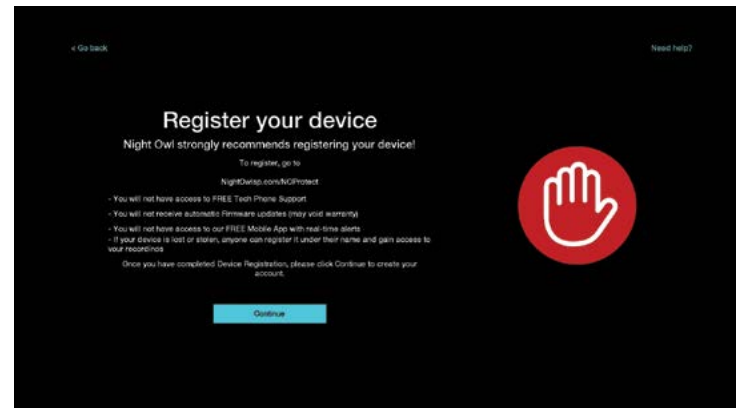 < Go back
Need help?
Register your device
Night Owl strongly recommends registering your device!
To register, go to
NightOwlsp.com/NOProtect
- You will not have access to FREE Tech Phone Support
- You will not receive automatic Firmware updates (may void warranty)
- You will not have access to our FREE Mobile App with real-time alerts
- If your device is lost or stolen, anyone can register it under their name and gain access to
your recordings
Once you have completed Device Registration, please click Continue to create your
account.
Continue